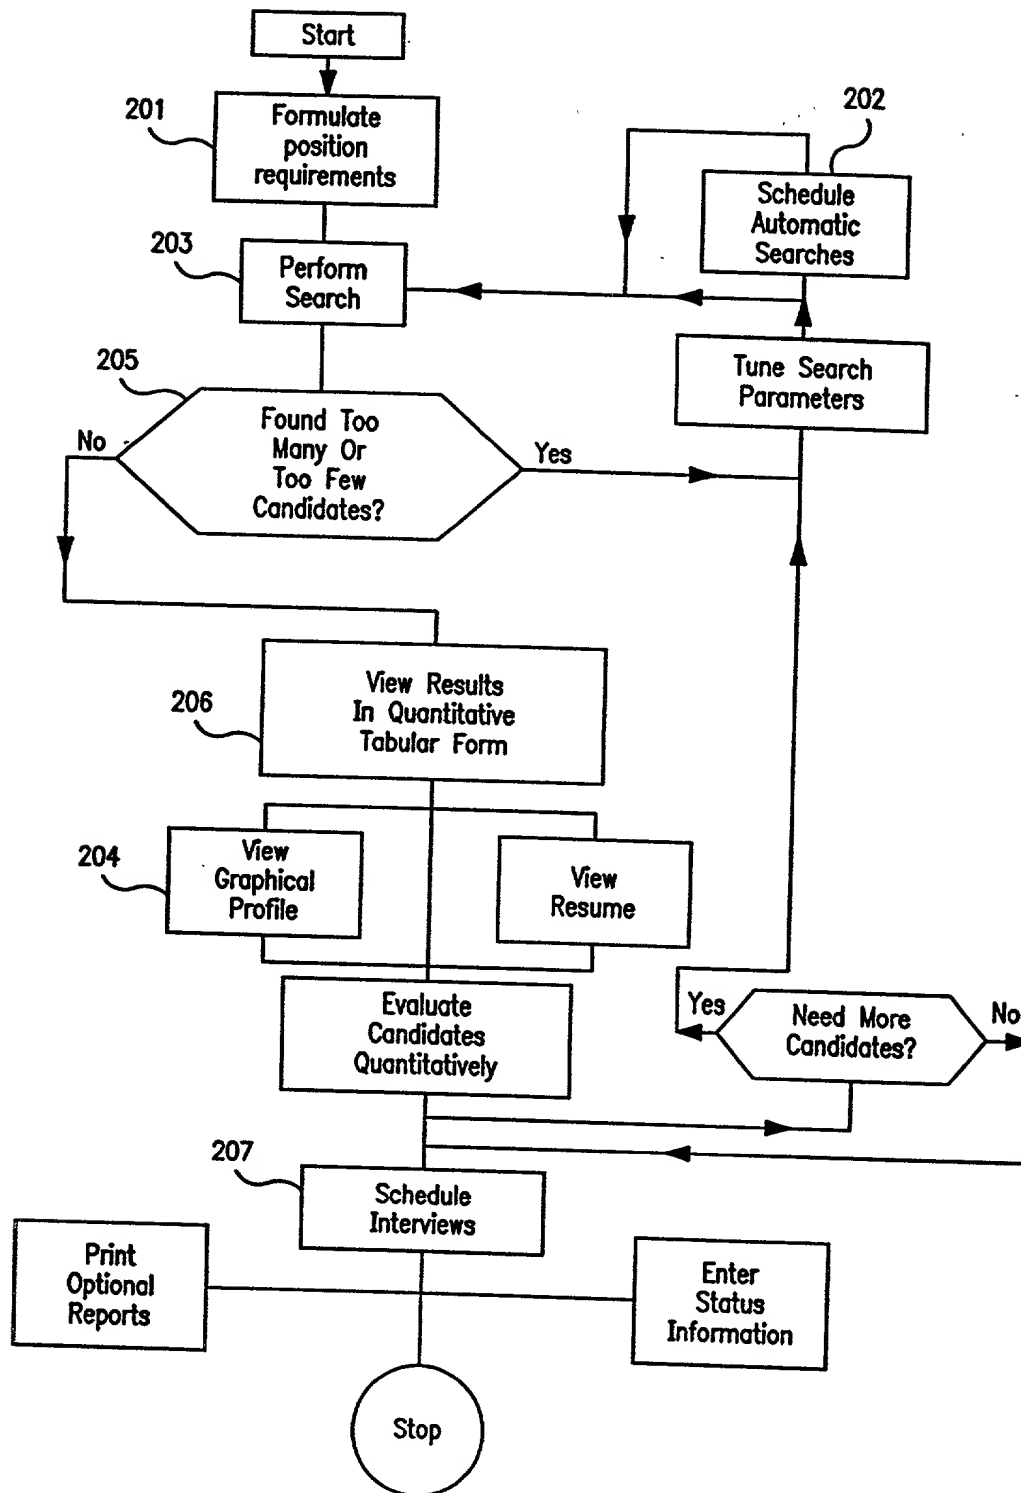 Start
201
Formulate
position
requirements
202
Schedule
Automatic
Searches
203
Perform
Search
Tune Search
Parameters
205
Found Too
Many Or
Too Few
Candidates?
No
Yes
206
View Results
In Quantitative
Tabular Form
204
View
Graphical
Profile
View
Resume
Evaluate
Candidates
Quantitatively
Yes
Need More
Candidates?
No
207
Schedule
Interviews
Print
Optional
Reports
Enter
Status
Information
Stop